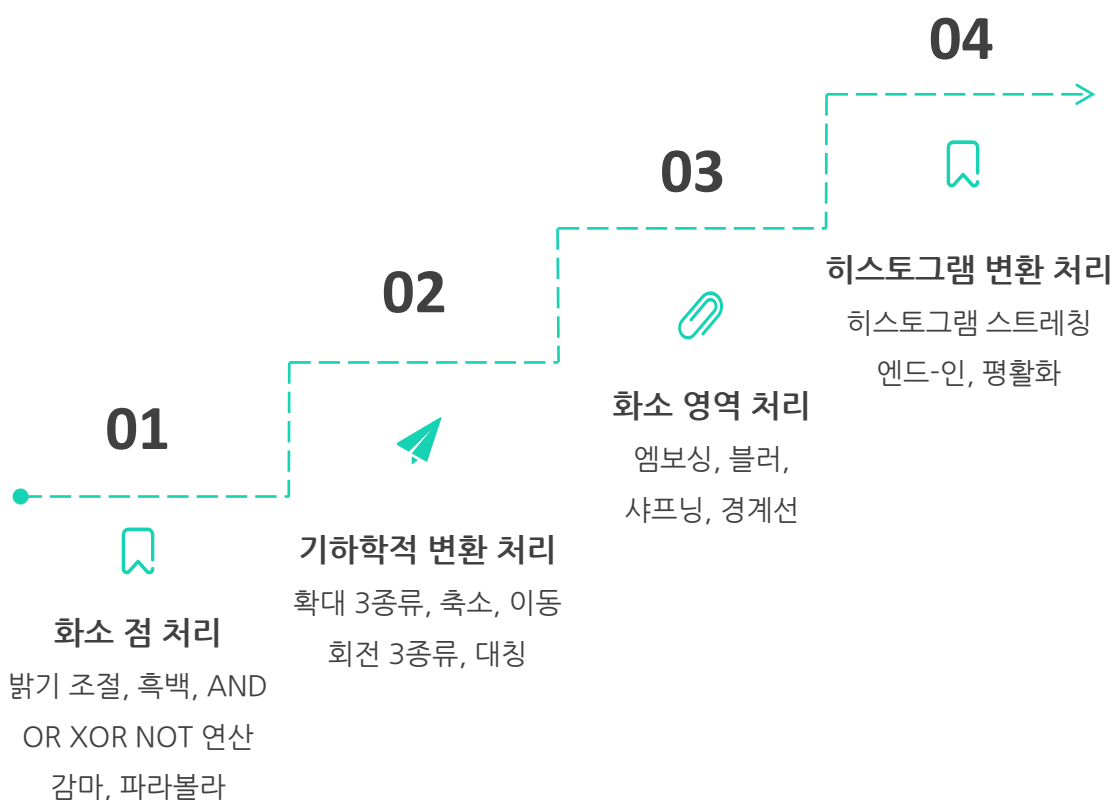 01
화소 점 처리
밝기 조절, 흑백, AND
OR XOR NOT 연산
감마, 파라볼라
02
기하학적 변환 처리
확대 3종류, 축소, 이동
회전 3종류, 대칭
03
화소 영역 처리
엠보싱, 블러,
샤프닝, 경계선
04
히스토그램 변환 처리
히스토그램 스트레칭
엔드-인, 평활화